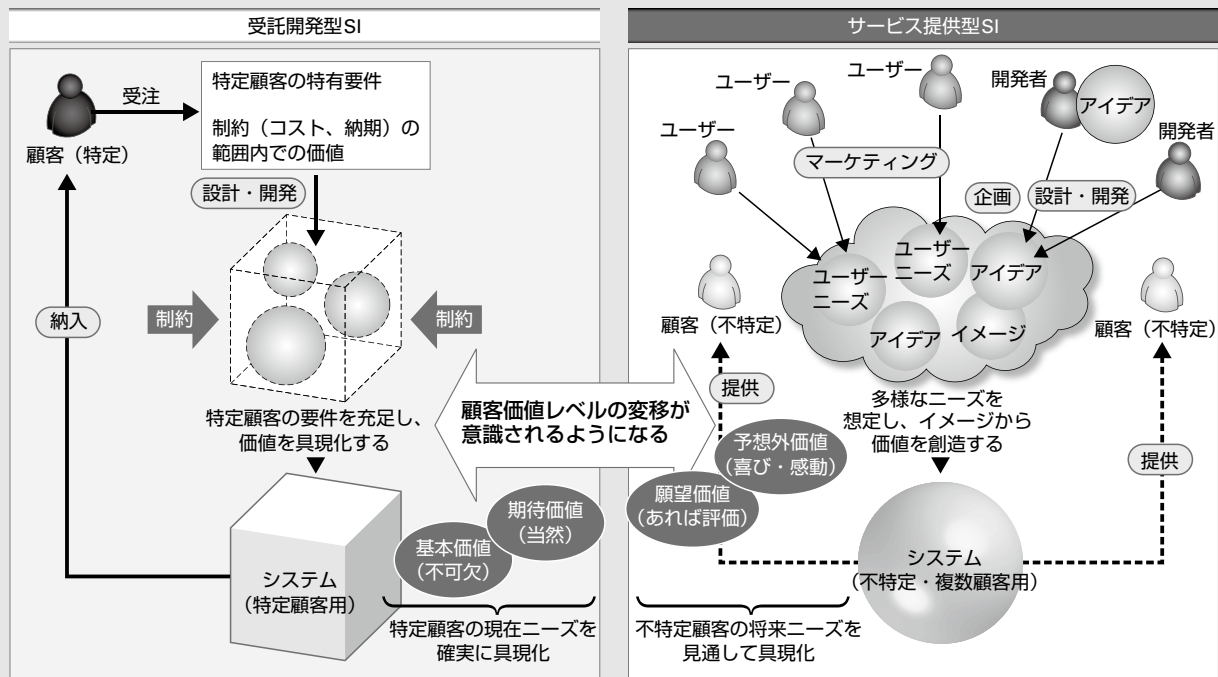 受託開発型SI
顧客（特定）
受注
特定顧客の特有要件
制約（コスト、納期）の
範囲内での価値
設計・開発
制約
制約
納入
特定顧客の要件を充足し、
価値を具現化する
システム
（特定顧客用）
基本価値
（不可欠）
期待価値
（当然）
特定顧客の現在ニーズを
確実に具現化
顧客価値レベルの変移が
意識されるようになる
サービス提供型SI
ユーザー
ユーザー
ユーザー
開発者
アイデア
開発者
マーケティング
企画
設計・開発
ユーザー
ニーズ
ユーザー
ニーズ
アイデア
アイデア
イメージ
顧客（不特定）
顧客（不特定）
提供
多様なニーズを
想定し、イメージから
価値を創造する
提供
予想外価値
（喜び・感動）
願望価値
（あれば評価）
システム
（不特定・複数顧客用）
不特定顧客の将来ニーズを
見通して具現化